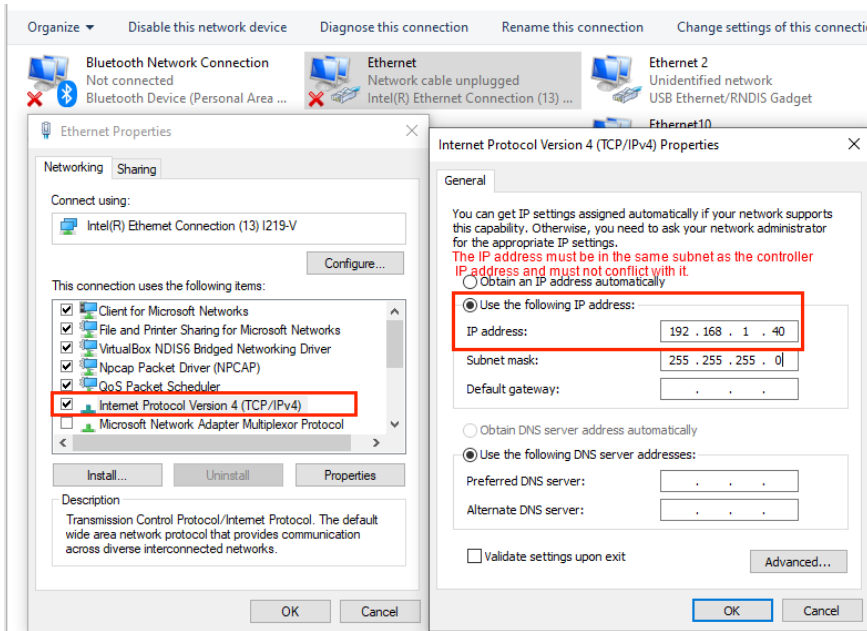 Organize Disable this network device Diagnose this connection Rename this connection Change settings of this connecti
Bluetooth Network Connection
Not connected
Bluetooth Device (Personal Area ...
Ethernet
Network cable unplugged
Intel(R) Ethernet Connection (13) ...
Ethernet 2
Unidentified network
USB Ethernet/RNDIS Gadget
Ethernet10
Ethernet Properties
Networking Sharing
Connect using:
Intel(R) Ethernet Connection (13) I219-V
Configure...
This connection uses the following items:
Client for Microsoft Networks
File and Printer Sharing for Microsoft Networks
VirtualBox NDIS6 Bridged Networking Driver
Npcap Packet Driver (NPCAP)
QoS Packet Scheduler
Internet Protocol Version 4 (TCP/IPv4)
Microsoft Network Adapter Multiplexor Protocol
Install... Uninstall Properties
Description
Transmission Control Protocol/Internet Protocol. The default
wide area network protocol that provides communication
across diverse interconnected networks.
OK Cancel
Internet Protocol Version 4 (TCP/IPv4) Properties
General
You can get IP settings assigned automatically if your network supports
this capability. Otherwise, you need to ask your network administrator
for the appropriate IP settings.
The IP address must be in the same subnet as the controller
IP address and must not conflict with it.
Obtain an IP address automatically
Use the following IP address:
IP address: 192 . 168 . 1 . 40
Subnet mask: 255 . 255 . 255 . 0
Default gateway: . . .
Obtain DNS server address automatically
Use the following DNS server addresses:
Preferred DNS server: . . .
Alternate DNS server: . . .
Validate settings upon exit
Advanced...
OK Cancel